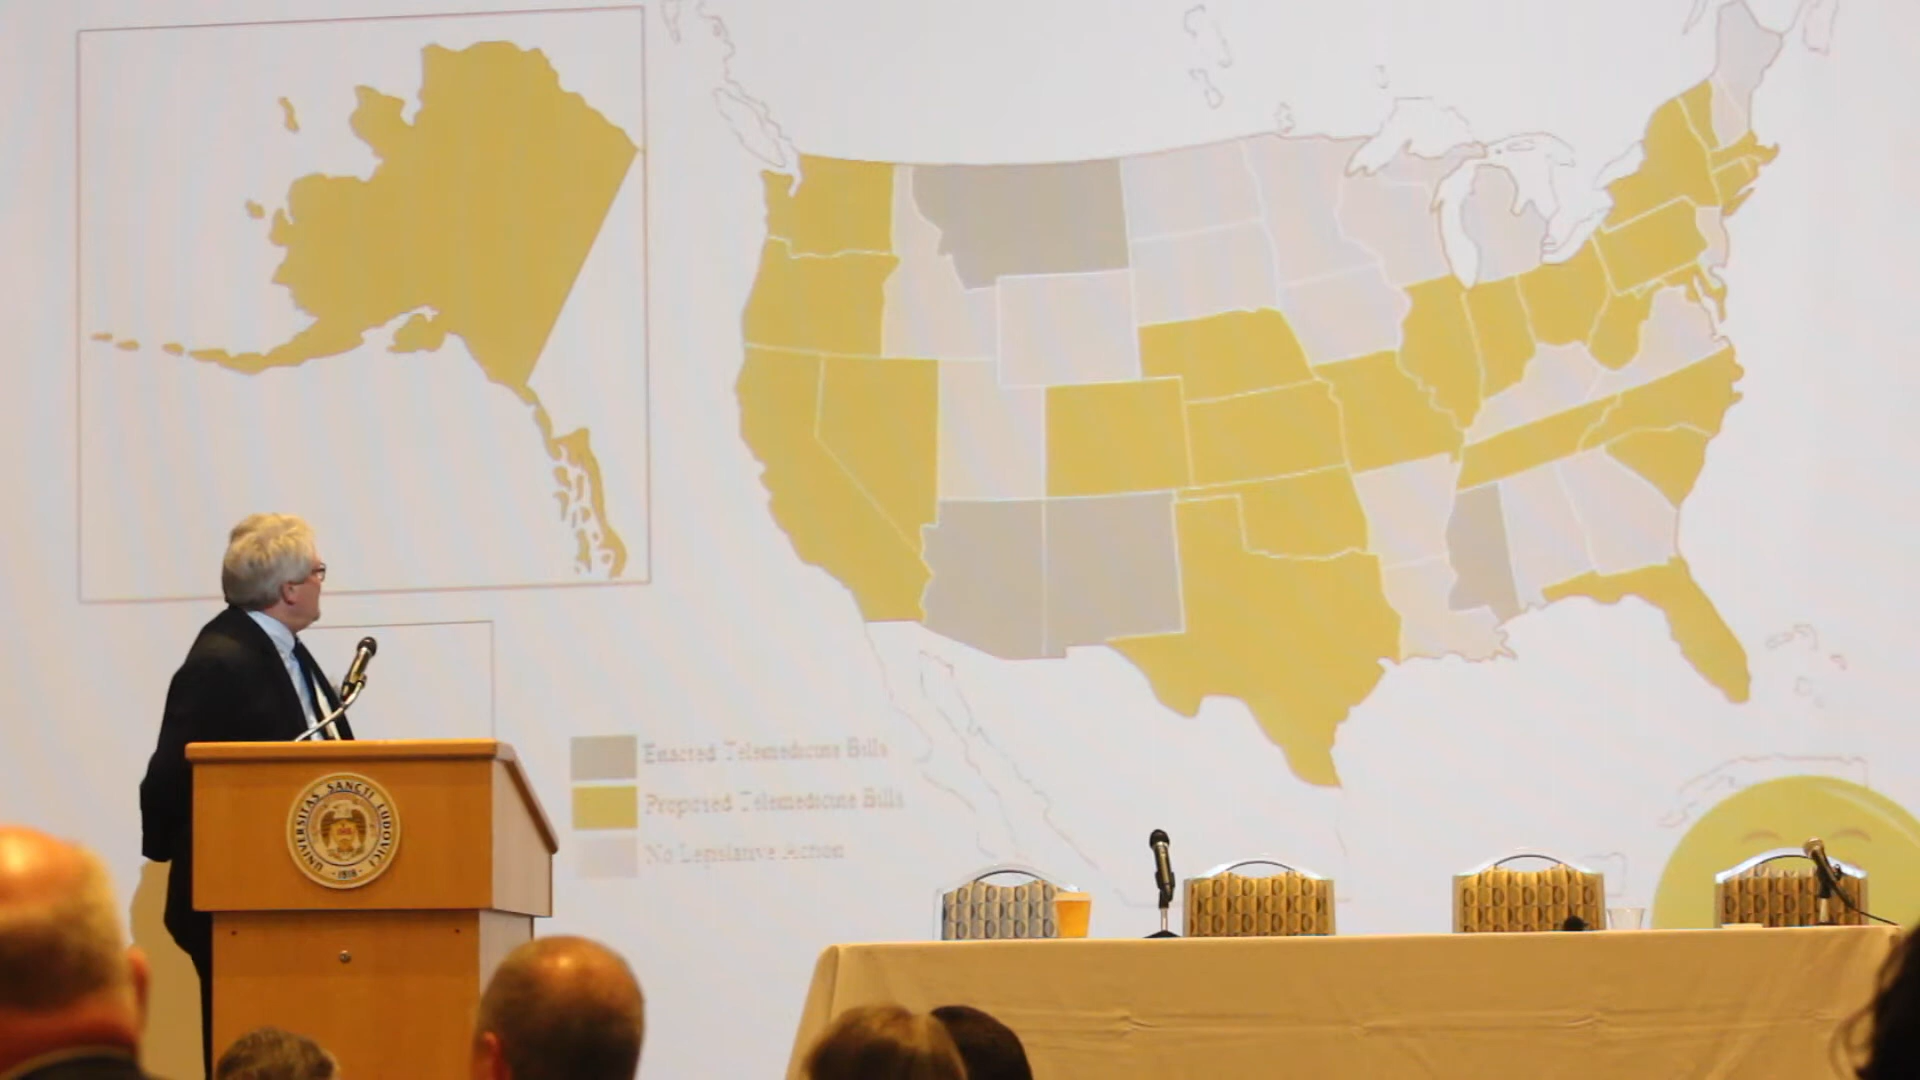 Enacted Telemedicine Bills
Proposed Telemedicine Bills
No Legislative Action
UNIVERSITAS SANCTI LUDOVICI
· 1818 ·